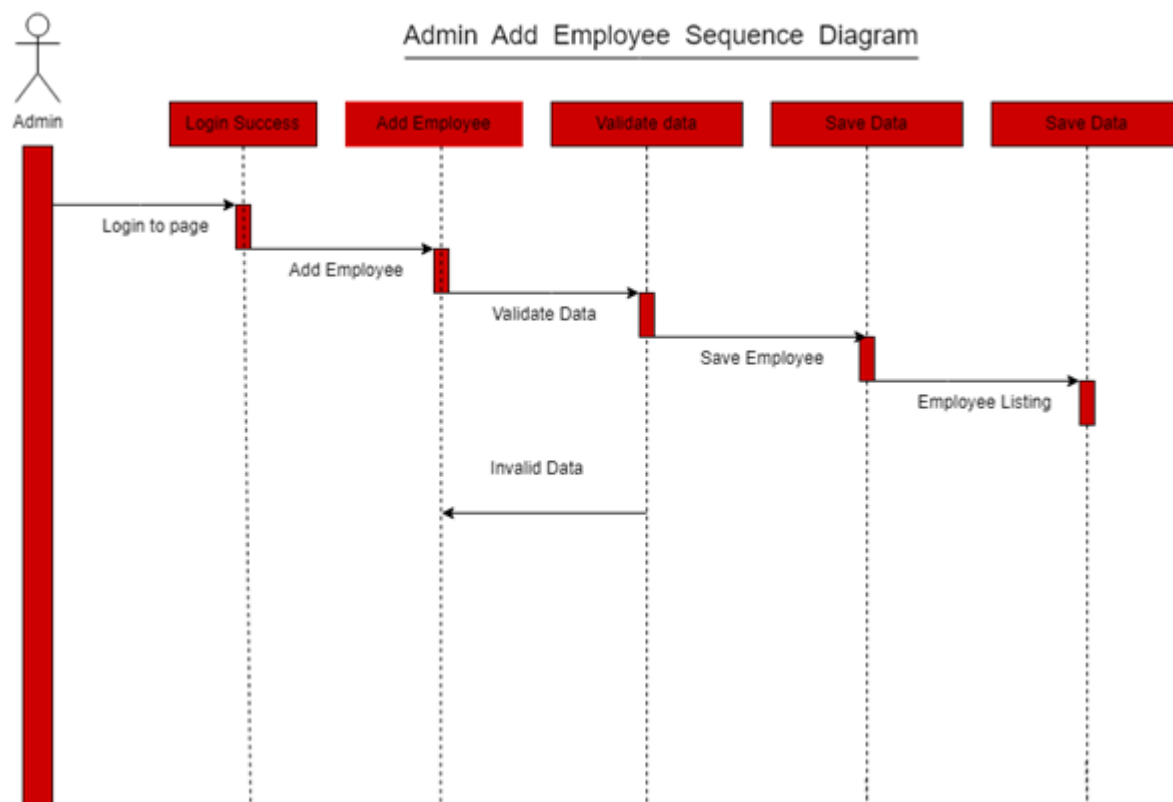 Admin Add Employee Sequence Diagram
Admin
Login Success
Add Employee
Validate data
Save Data
Save Data
Login to page
Add Employee
Validate Data
Save Employee
Employee Listing
Invalid Data